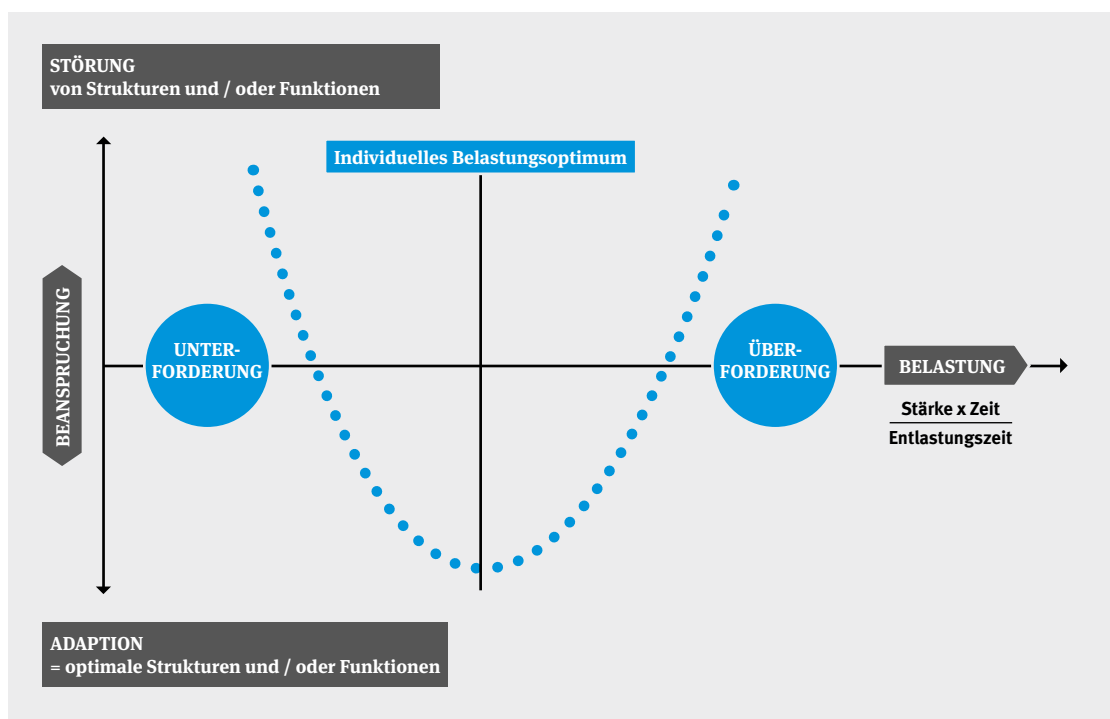 STÖRUNG
von Strukturen und / oder Funktionen
Individuelles Belastungsoptimum
BEANSPRUCHUNG
UNTER-
FORDERUNG
ÜBER-
FORDERUNG
BELASTUNG
Stärke x Zeit
Entlastungszeit
ADAPTION
= optimale Strukturen und / oder Funktionen